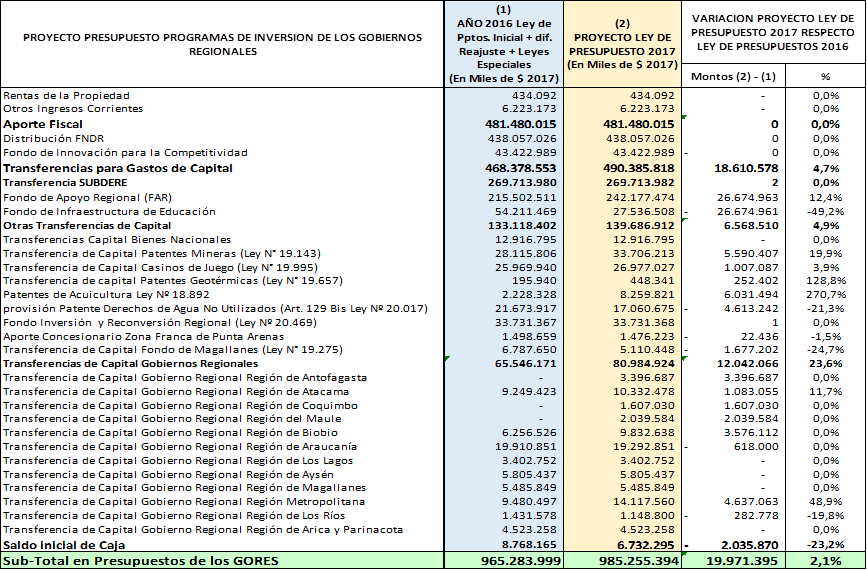 PROYECTO PRESUPUESTO PROGRAMAS DE INVERSION DE LOS GOBIERNOS REGIONALES
(1)
AÑO 2016 Ley de
Pptos. Inicial + dif.
Reajuste + Leyes
Especiales
(En Miles de $ 2017)
(2)
PROYECTO LEY DE
PRESUPUESTO 2017
(En Miles de $ 2017)
VARIACION PROYECTO LEY DE
PRESUPUESTO 2017 RESPECTO
LEY DE PRESUPUESTOS 2016
Montos (2) - (1) %
Rentas de la Propiedad 434.092 434.092 - 0,0%
Otros Ingresos Corrientes 6.223.173 6.223.173 - 0,0%
Aporte Fiscal 481.480.015 481.480.015 0 0,0%
Distribución FNDR 438.057.026 438.057.026 0 0,0%
Fondo de Innovación para la Competitividad 43.422.989 43.422.989 - 0 0,0%
Transferencias para Gastos de Capital 468.378.553 490.385.818 18.610.578 4,7%
Transferencia SUBDERE 269.713.980 269.713.982 2 0,0%
Fondo de Apoyo Regional (FAR) 215.502.511 242.177.474 26.674.963 12,4%
Fondo de Infraestructura de Educación 54.211.469 27.536.508 - 26.674.961 -49,2%
Otras Transferencias de Capital 133.118.402 139.686.912 6.568.510 4,9%
Transferencias Capital Bienes Nacionales 12.916.795 12.916.795 - 0,0%
Transferencia de Capital Patentes Mineras (Ley N° 19.143) 28.115.806 33.706.213 5.590.407 19,9%
Transferencia de Capital Casinos de Juego (Ley N° 19.995) 25.969.940 26.977.027 1.007.087 3,9%
Transferencia de capital Patentes Geotérmicas (Ley N° 19.657) 195.940 448.341 252.402 128,8%
Patentes de Acuicultura Ley Nº 18.892 2.228.328 8.259.821 6.031.494 270,7%
provisión Patente Derechos de Agua No Utilizados (Art. 129 Bis Ley Nº 20.017) 21.673.917 17.060.675 - 4.613.242 -21,3%
Fondo Inversión y Reconversión Regional (Ley Nº 20.469) 33.731.367 33.731.368 1 0,0%
Aporte Concesionario Zona Franca de Punta Arenas 1.498.659 1.476.223 - 22.436 -1,5%
Transferencia de Capital Fondo de Magallanes (Ley N° 19.275) 6.787.650 5.110.448 - 1.677.202 -24,7%
Transferencias de Capital Gobiernos Regionales 65.546.171 80.984.924 12.042.066 23,6%
Transferencia de Capital Gobierno Regional Región de Antofagasta - 3.396.687 3.396.687 0,0%
Transferencia de Capital Gobierno Regional Región de Atacama 9.249.423 10.332.478 1.083.055 11,7%
Transferencia de Capital Gobierno Regional Región de Coquimbo - 1.607.030 1.607.030 0,0%
Transferencia de Capital Gobierno Regional Región del Maule - 2.039.584 2.039.584 0,0%
Transferencia de Capital Gobierno Regional Región de Biobio 6.256.526 9.832.638 3.576.112 0,0%
Transferencia de Capital Gobierno Regional Región de Araucanía 19.910.851 19.292.851 - 618.000 0,0%
Transferencia de Capital Gobierno Regional Región de Los Lagos 3.402.752 3.402.752 - 0,0%
Transferencia de Capital Gobierno Regional Región de Aysén 5.805.437 5.805.437 - 0,0%
Transferencia de Capital Gobierno Regional Región de Magallanes 5.485.849 5.485.849 - 0,0%
Transferencia de Capital Gobierno Regional Región Metropolitana 9.480.497 14.117.560 4.637.063 48,9%
Transferencia de Capital Gobierno Regional Región de Los Ríos 1.431.578 1.148.800 - 282.778 -19,8%
Transferencia de Capital Gobierno Regional Región de Arica y Parinacota 4.523.258 4.523.258 - 0,0%
Saldo inicial de Caja 8.768.165 6.732.295 - 2.035.870 -23,2%
Sub-Total en Presupuestos de los GORES 965.283.999 985.255.394 19.971.395 2,1%